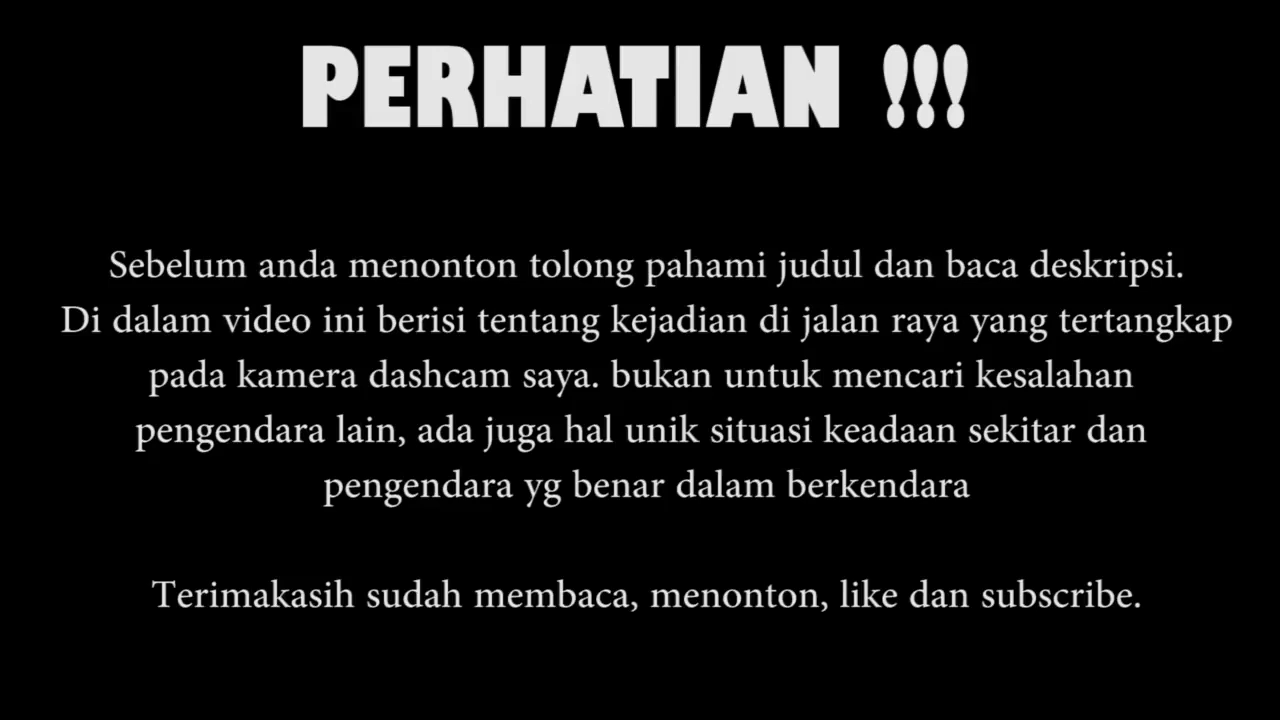 PERHATIAN !!!
Sebelum anda menonton tolong pahami judul dan baca deskripsi.
Di dalam video ini berisi tentang kejadian di jalan raya yang tertangkap
pada kamera dashcam saya. bukan untuk mencari kesalahan
pengendara lain, ada juga hal unik situasi keadaan sekitar dan
pengendara yg benar dalam berkendara
Terimakasih sudah membaca, menonton, like dan subscribe.